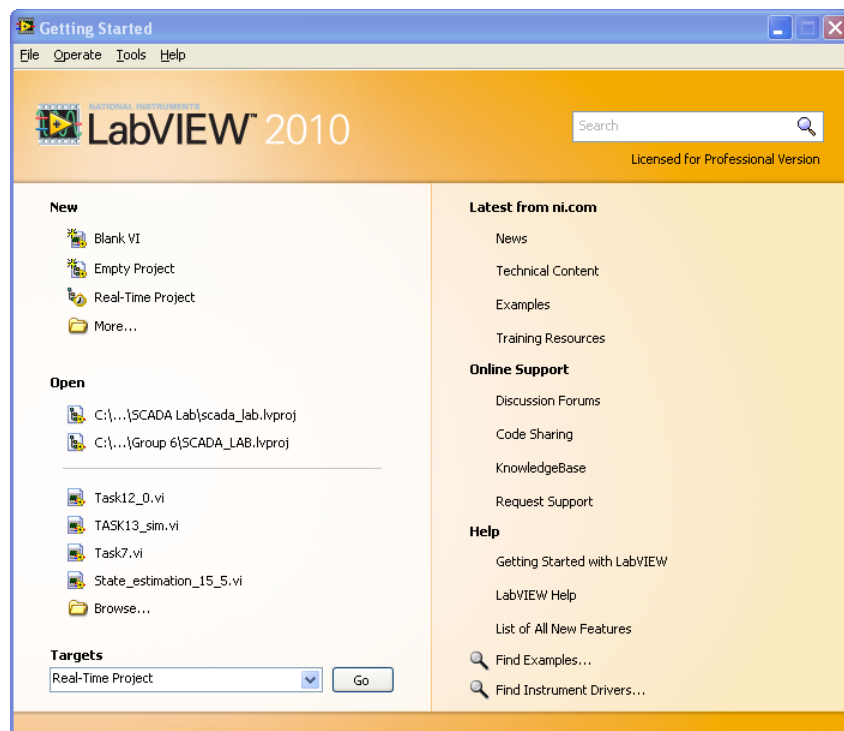 Getting Started
File Operate Tools Help
NATIONAL INSTRUMENTS
LabVIEW™ 2010
Search
Licensed for Professional Version
New
Blank VI
Empty Project
Real-Time Project
More...
Open
C:\...\SCADA Lab\scada_lab.lvproj
C:\...\Group 6\SCADA_LAB.lvproj
Task12_0.vi
TASK13_sim.vi
Task7.vi
State_estimation_15_5.vi
Browse...
Targets
Real-Time Project
Go
Latest from ni.com
News
Technical Content
Examples
Training Resources
Online Support
Discussion Forums
Code Sharing
KnowledgeBase
Request Support
Help
Getting Started with LabVIEW
LabVIEW Help
List of All New Features
Find Examples...
Find Instrument Drivers...